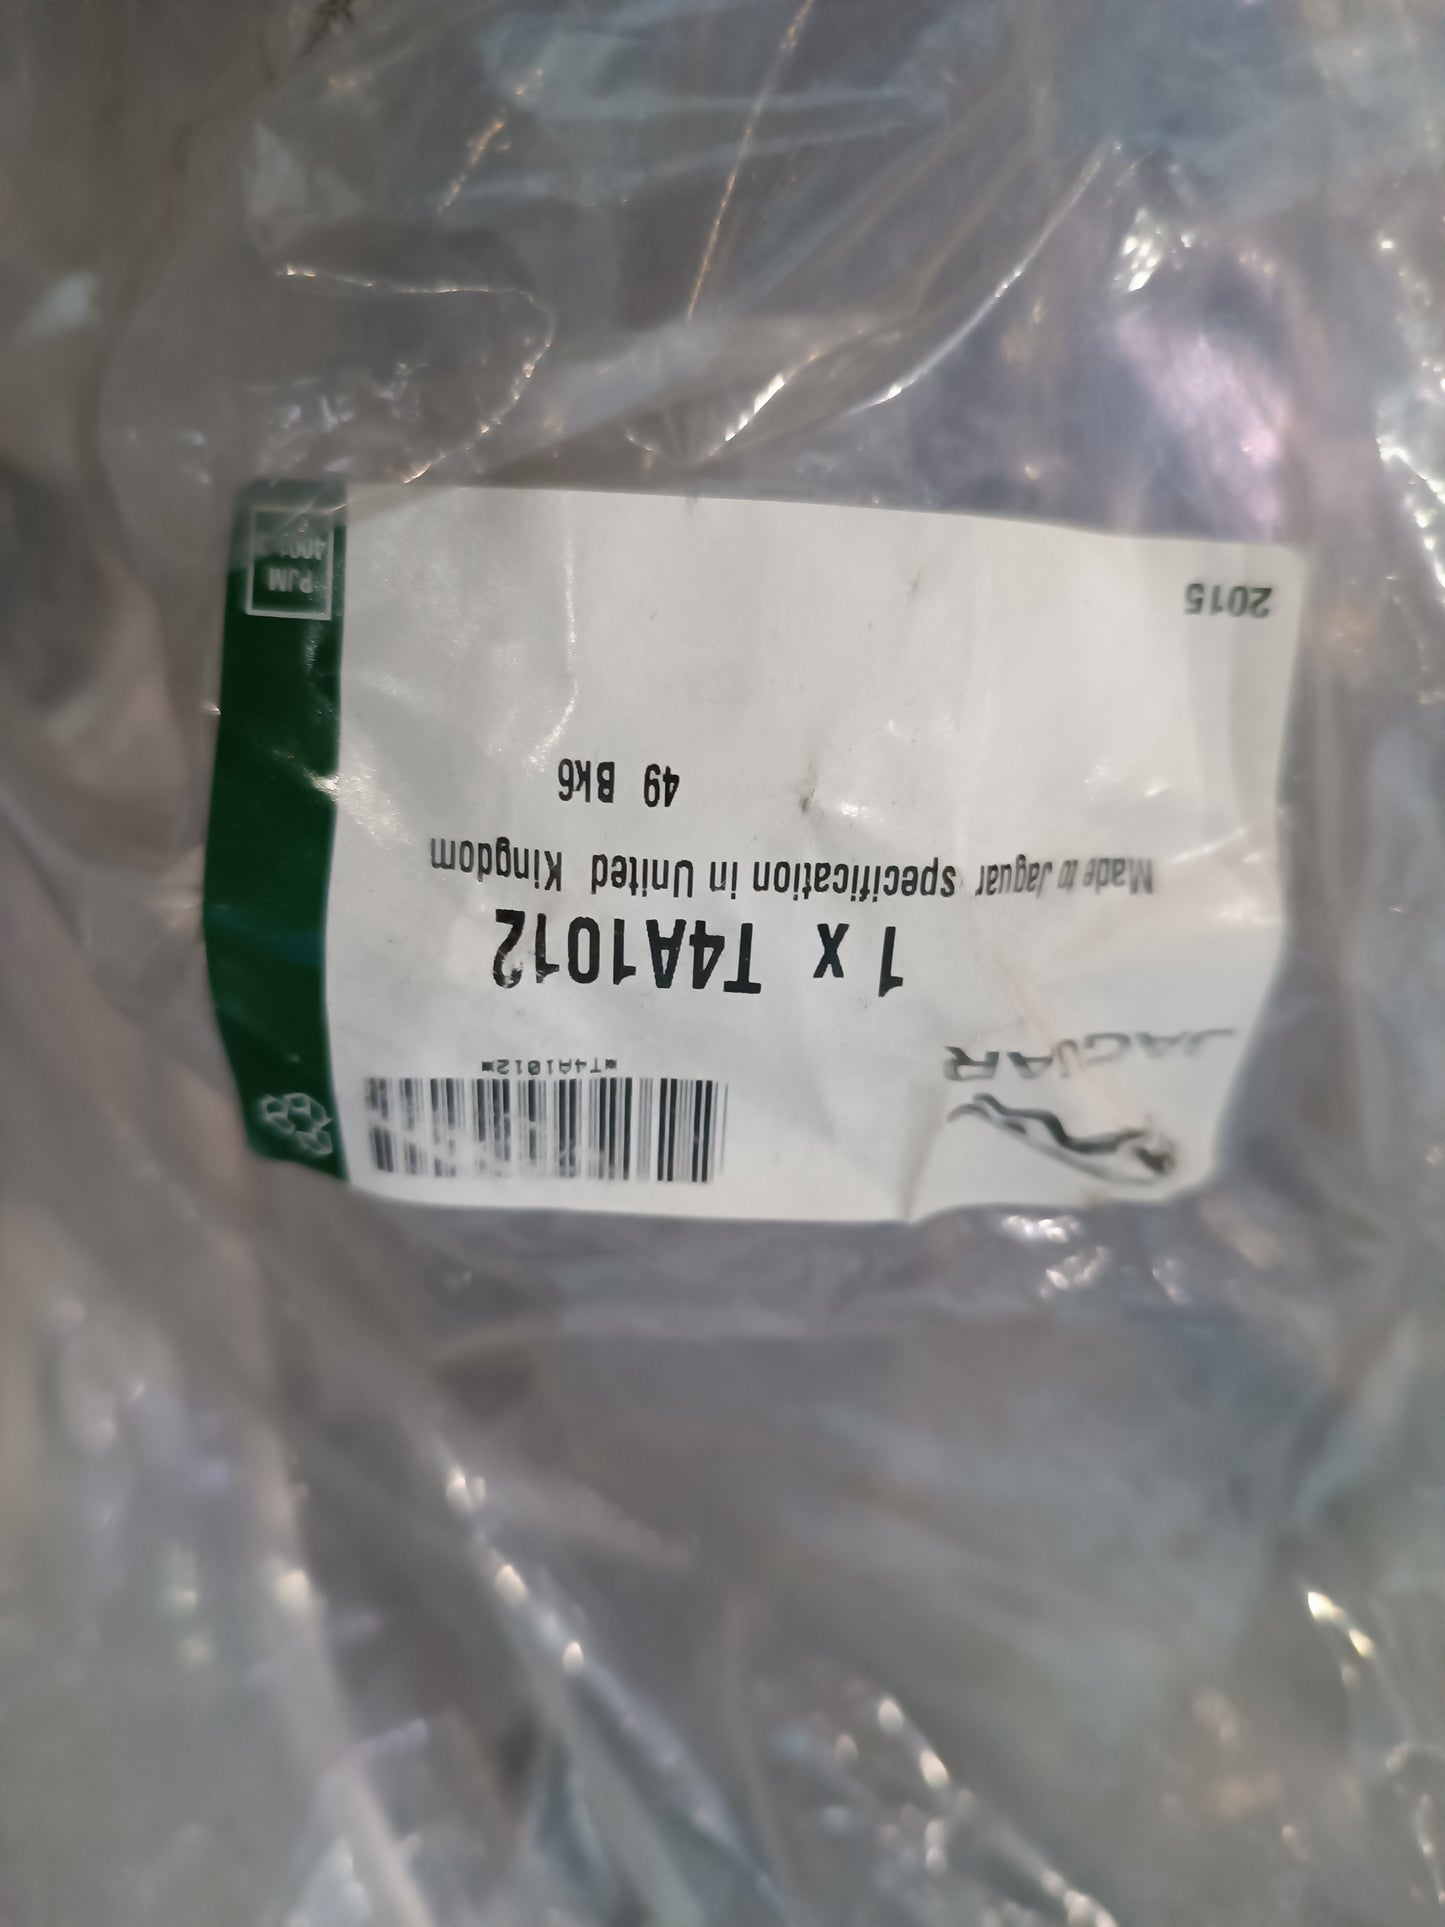 JAGUAR
*T4A1012*
1 x T4A1012
Made to Jaguar specification in United Kingdom
49 Bk6
2015
PJM